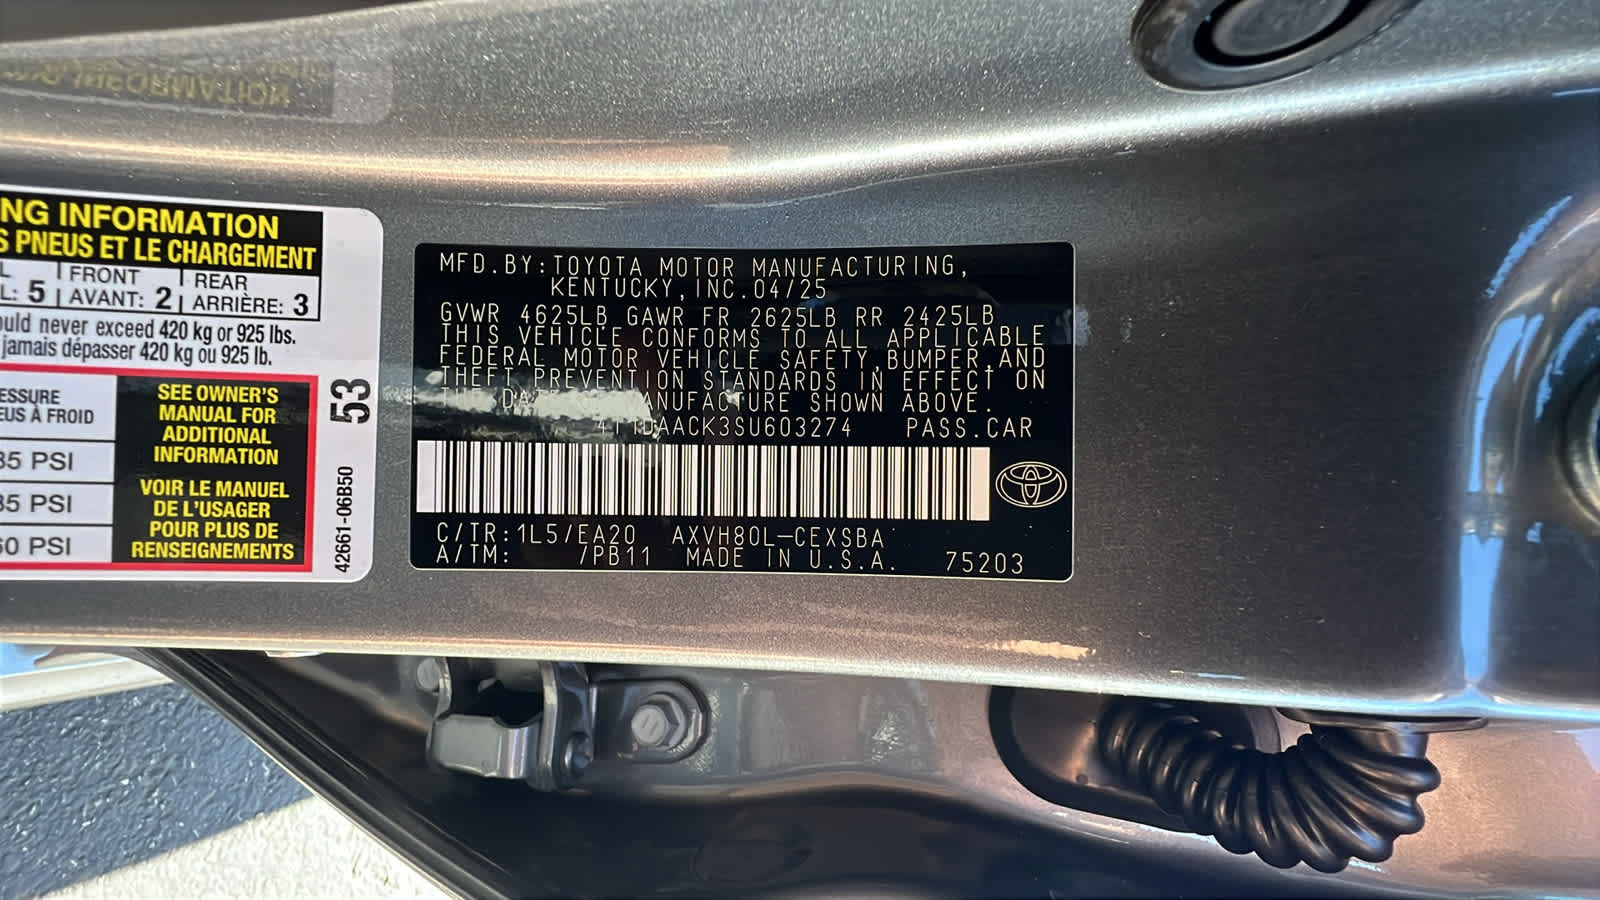 NG INFORMATION
S PNEUS ET LE CHARGEMENT
L | FRONT | REAR
L: 5 | AVANT: 2 | ARRIÈRE: 3
ould never exceed 420 kg or 925 lbs.
jamais dépasser 420 kg ou 925 lb.
ESSURE
EUS À FROID
35 PSI
35 PSI
60 PSI
SEE OWNER'S
MANUAL FOR
ADDITIONAL
INFORMATION
VOIR LE MANUEL
DE L'USAGER
POUR PLUS DE
RENSEIGNEMENTS
53
42661-06B50
MFD.BY:TOYOTA MOTOR MANUFACTURING,
KENTUCKY,INC.04/25
GVWR 4625LB GAWR FR 2625LB RR 2425LB
THIS VEHICLE CONFORMS TO ALL APPLICABLE
FEDERAL MOTOR VEHICLE SAFETY,BUMPER,AND
THEFT PREVENTION STANDARDS IN EFFECT ON
THE DATE MANUFACTURE SHOWN ABOVE.
DAACK3SU603274 PASS.CAR
C/TR:1L5/EA20 AXVH80L-CEXSBA
A/TM: /PB11 MADE IN U.S.A. 75203